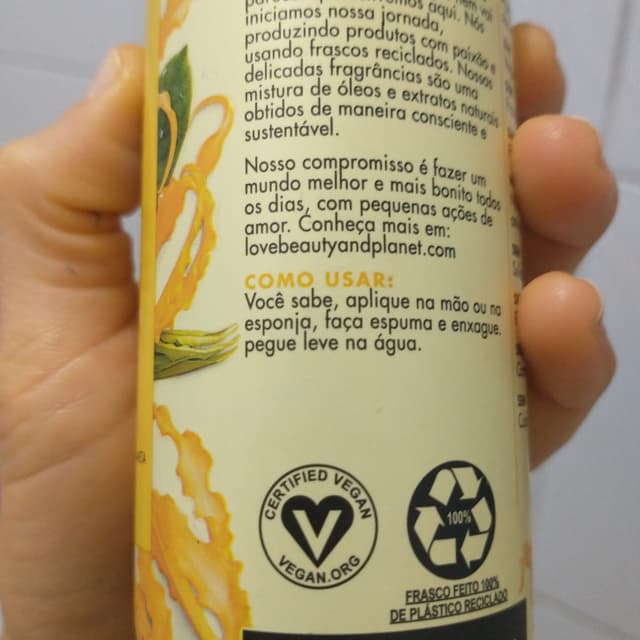 iniciamos nossa jornada,
produzindo produtos com paixão e
usando frascos reciclados. Nossas
delicadas fragrâncias são uma
mistura de óleos e extratos naturais
obtidos de maneira consciente e
sustentável.
Nosso compromisso é fazer um
mundo melhor e mais bonito todos
os dias, com pequenas ações de
amor. Conheça mais em:
lovebeautyandplanet.com
COMO USAR:
Você sabe, aplique na mão ou na
esponja, faça espuma e enxague.
pegue leve na água.
CERTIFIED VEGAN
V
VEGAN.ORG
100%
FRASCO FEITO 100%
DE PLÁSTICO RECICLADO